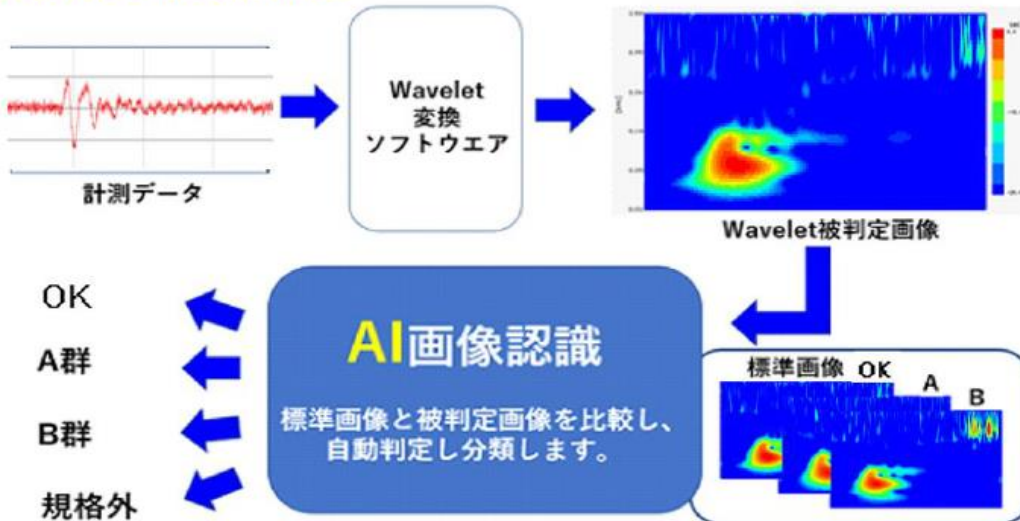 計測データ
Wavelet
変換
ソフトウエア
Wavelet被判定画像
OK
A群
B群
規格外
AI画像認識
標準画像と被判定画像を比較し、
自動判定し分類します。
標準画像 OK
A
B